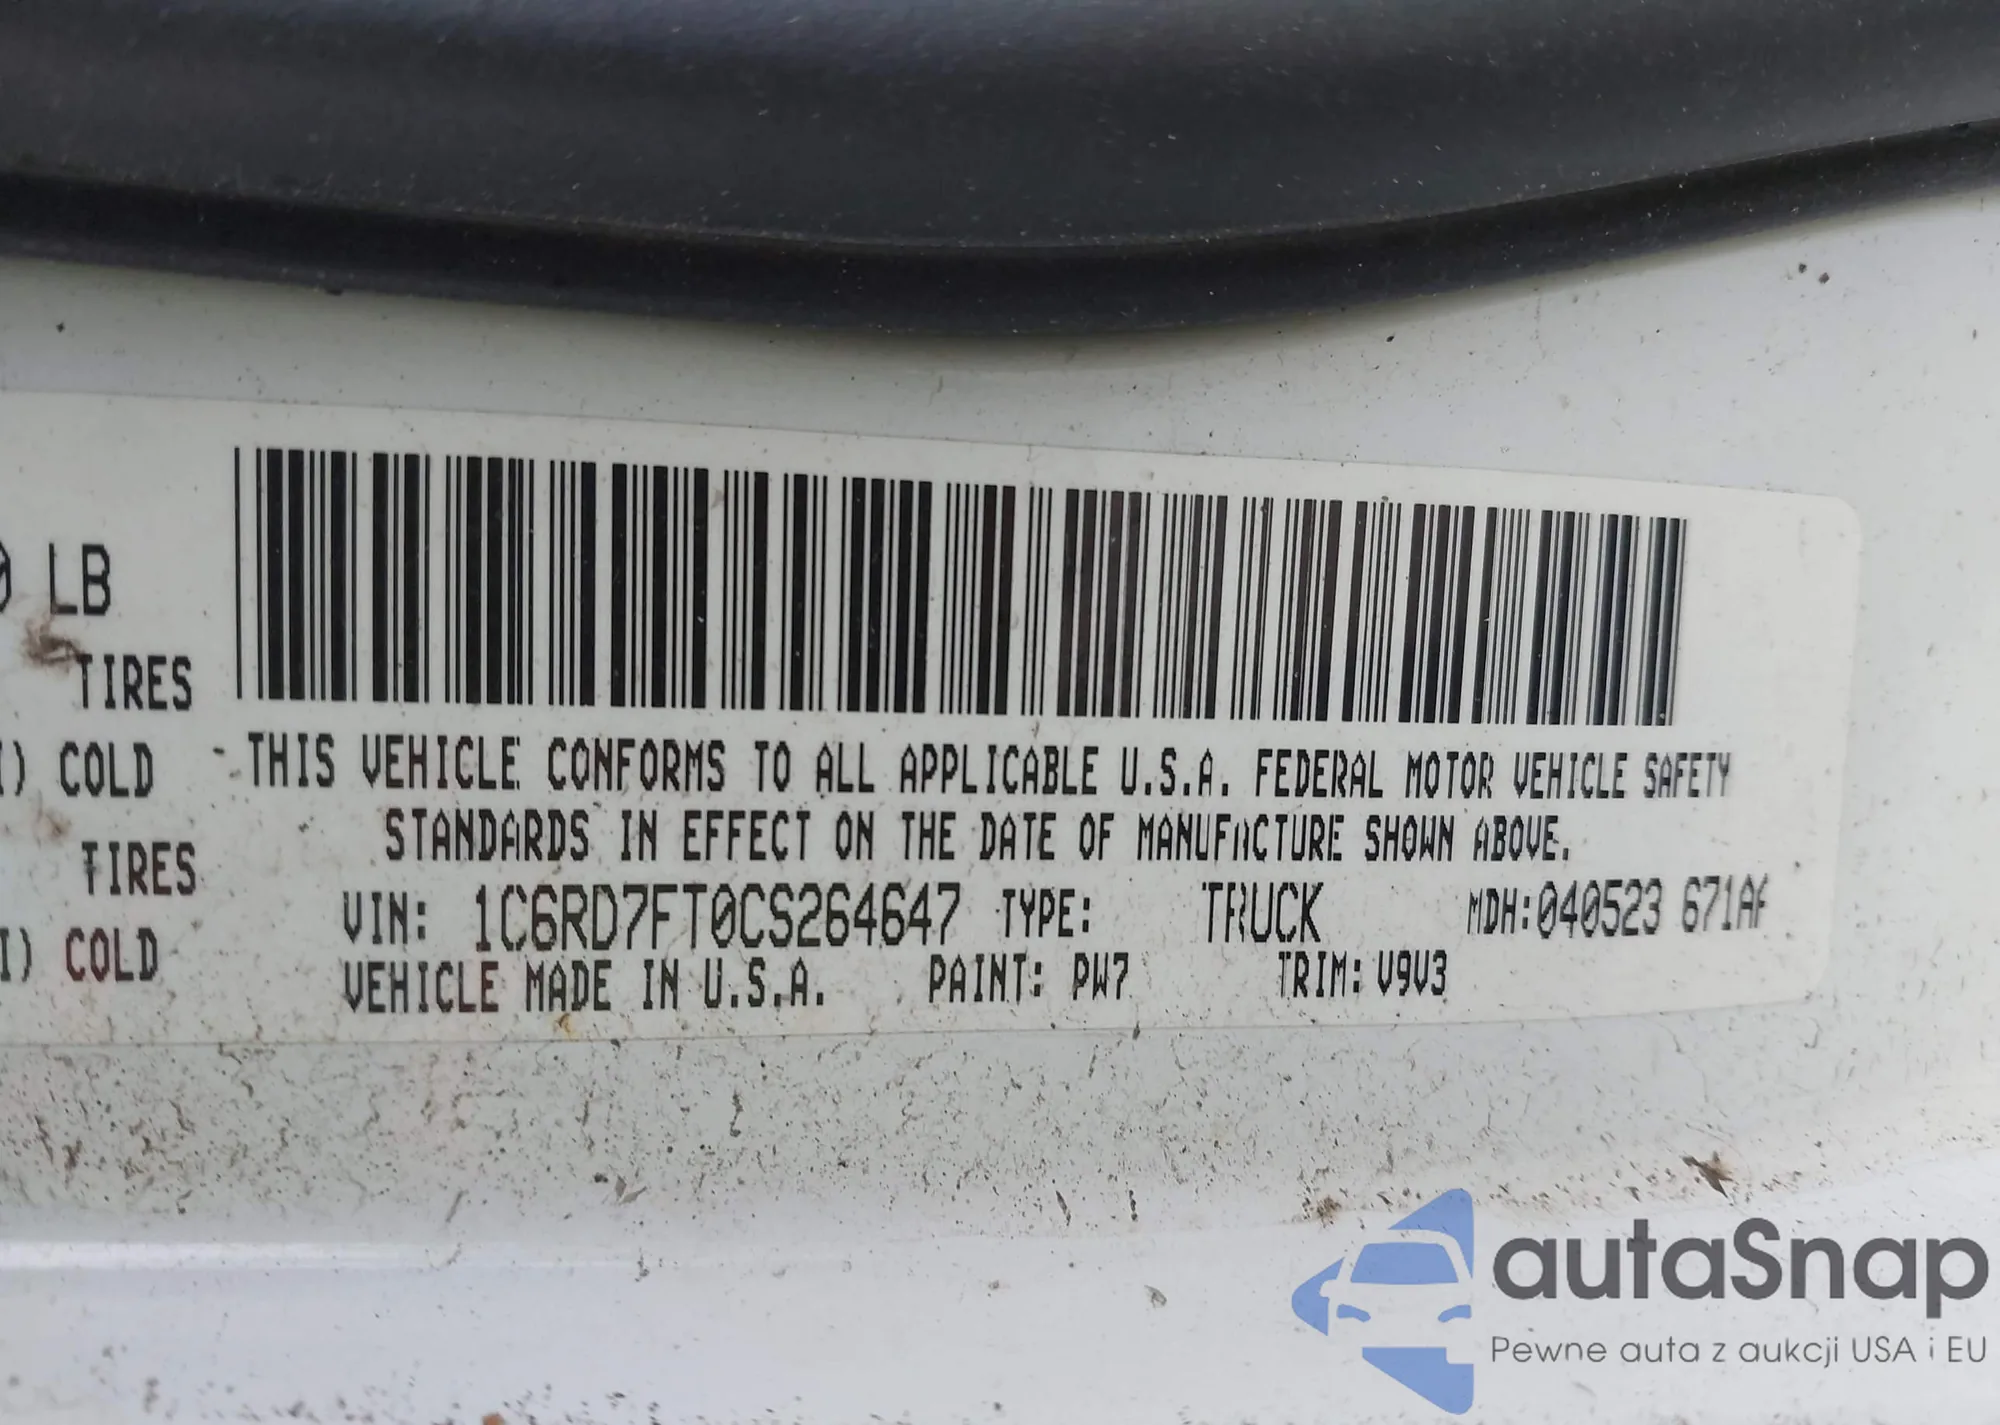 0 LB
TIRES
I) COLD
TIRES
I) COLD
THIS VEHICLE CONFORMS TO ALL APPLICABLE U.S.A. FEDERAL MOTOR VEHICLE SAFETY
STANDARDS IN EFFECT ON THE DATE OF MANUFACTURE SHOWN ABOVE.
VIN: 1C6RD7FT0CS264647 TYPE: TRUCK MDH:040523 671AA
VEHICLE MADE IN U.S.A. PAINT: PW7 TRIM: V9V3
autaSnap
Pewne auta z aukcji USA i EU